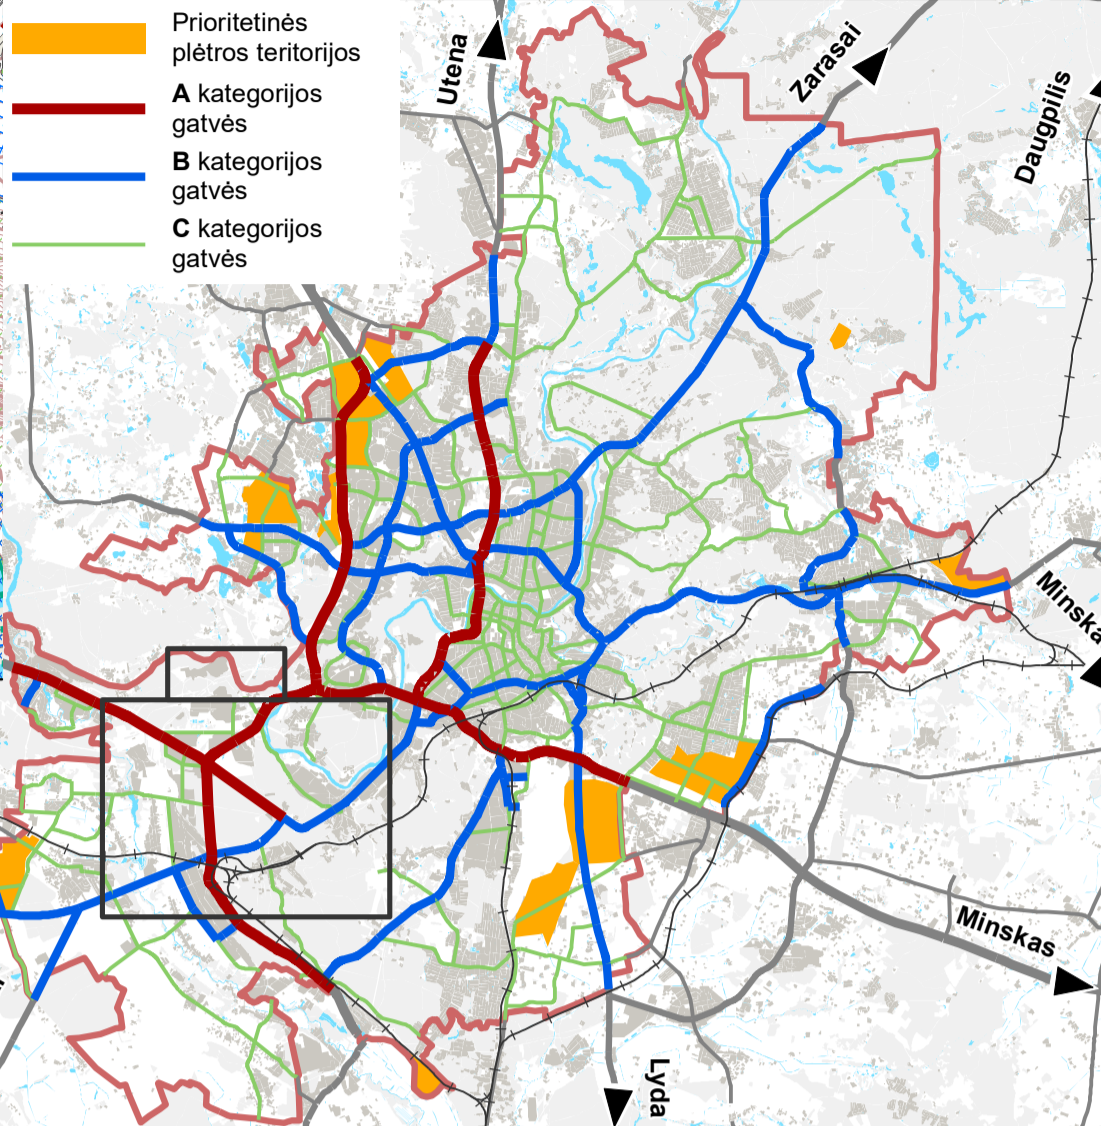 Prioritetinės
plėtros teritorijos
A kategorijos
gatvės
B kategorijos
gatvės
C kategorijos
gatvės
Utena
Zarasai
Daugpilis
Minska
Minskas
Lyda